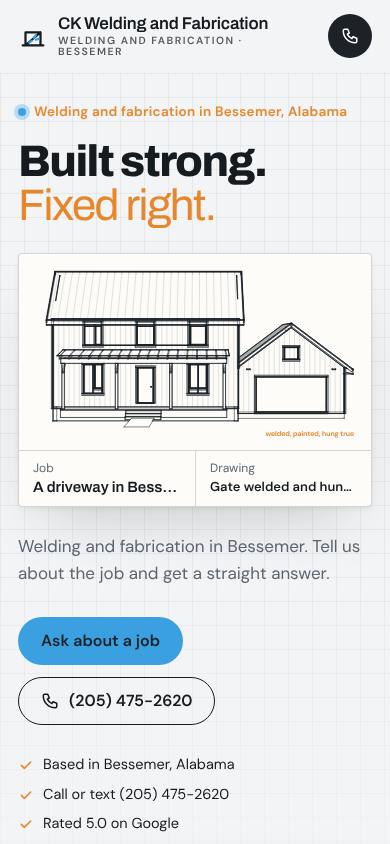 CK Welding and Fabrication
WELDING AND FABRICATION ·
BESSEMER
Welding and fabrication in Bessemer, Alabama
Built strong.
Fixed right.
welded, painted, hung true
Job
A driveway in Bess…
Drawing
Gate welded and hun…
Welding and fabrication in Bessemer. Tell us
about the job and get a straight answer.
Ask about a job
(205) 475-2620
Based in Bessemer, Alabama
Call or text (205) 475-2620
Rated 5.0 on Google